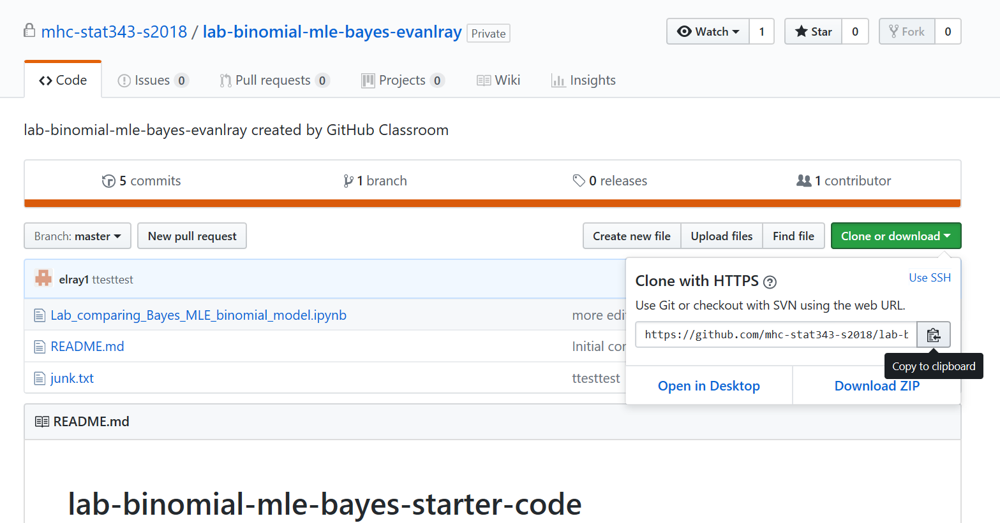 mhc-stat343-s2018 / lab-binomial-mle-bayes-evanlray Private
Watch 1 Star 0 Fork 0
Code Issues 0 Pull requests 0 Projects 0 Wiki Insights
lab-binomial-mle-bayes-evanlray created by GitHub Classroom
5 commits 1 branch 0 releases 1 contributor
Branch: master New pull request Create new file Upload files Find file Clone or download
elray1 ttesttest
Lab_comparing_Bayes_MLE_binomial_model.ipynb more edi
README.md Initial con
junk.txt ttesttest
Clone with HTTPS ? Use SSH
Use Git or checkout with SVN using the web URL.
https://github.com/mhc-stat343-s2018/lab-b
Copy to clipboard
Open in Desktop Download ZIP
README.md
lab-binomial-mle-bayes-starter-code